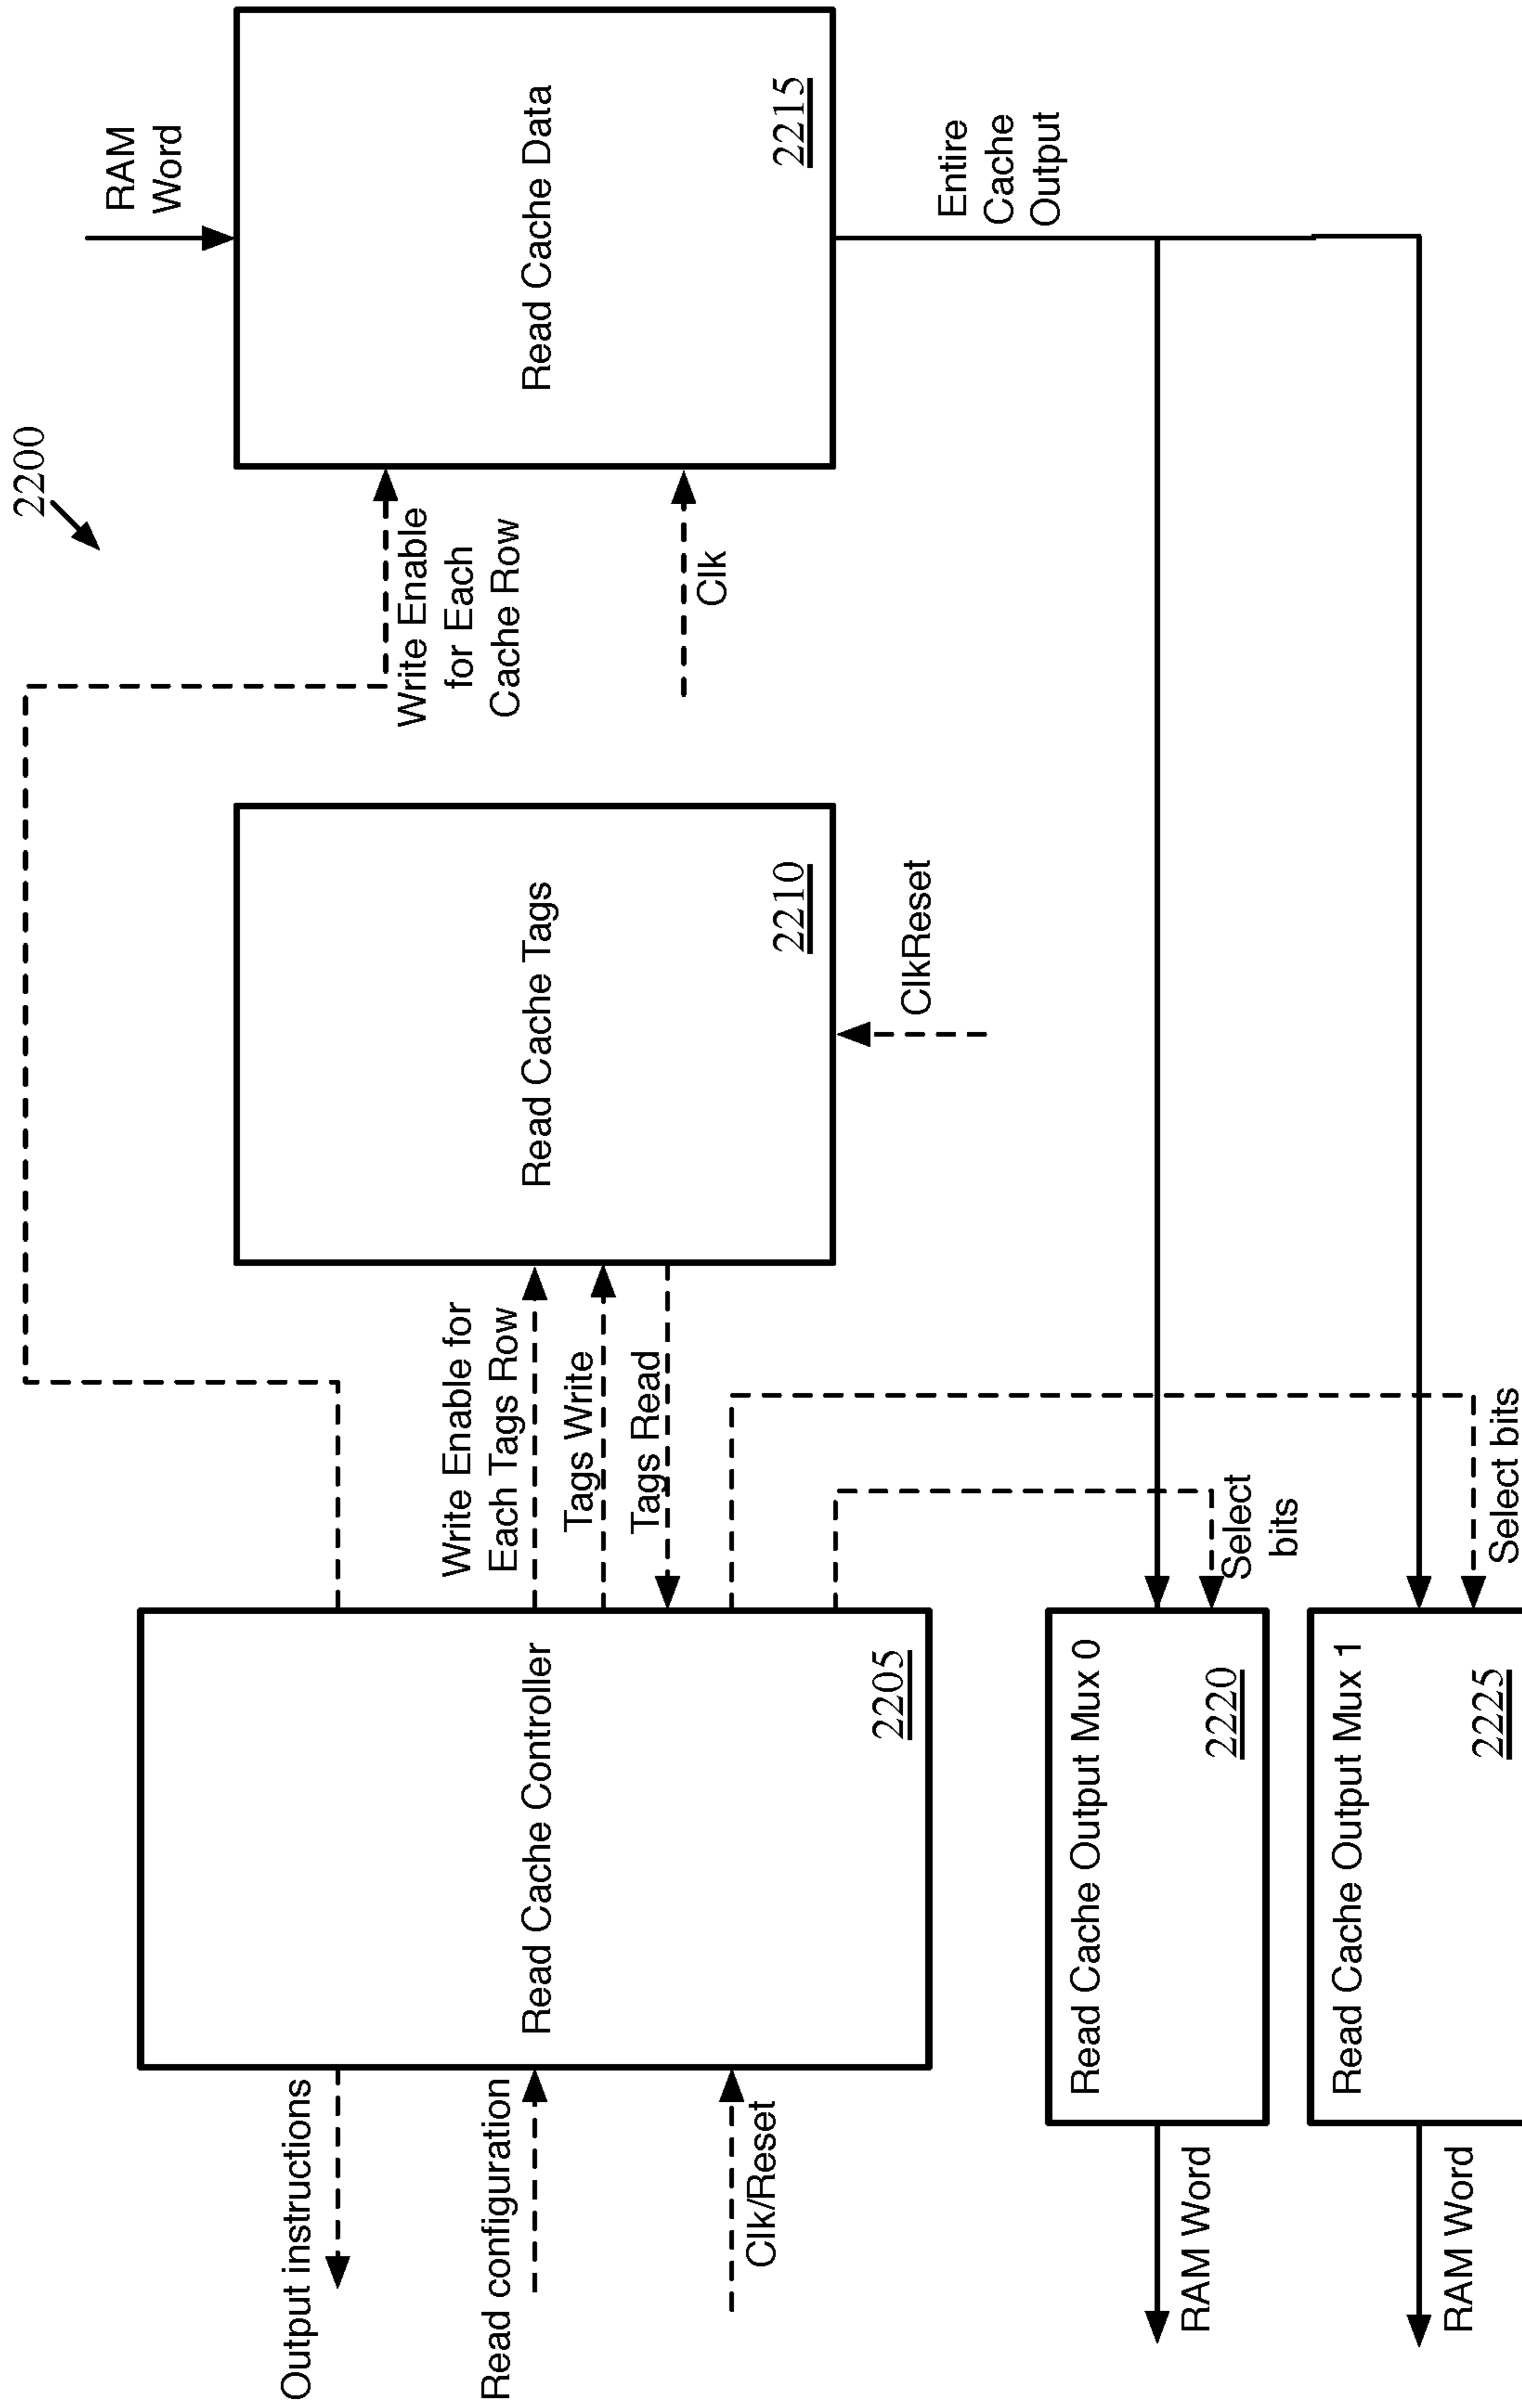 2200
Output instructions
Read configuration
Clk/Reset
Read Cache Controller
2205
Write Enable for
Each Tags Row
Tags Write
Tags Read
Read Cache Tags
2210
ClkReset
Write Enable
for Each
Cache Row
Clk
RAM
Word
Read Cache Data
2215
Entire
Cache
Output
RAM Word
Read Cache Output Mux 0
2220
Select
bits
RAM Word
Read Cache Output Mux 1
2225
Select bits